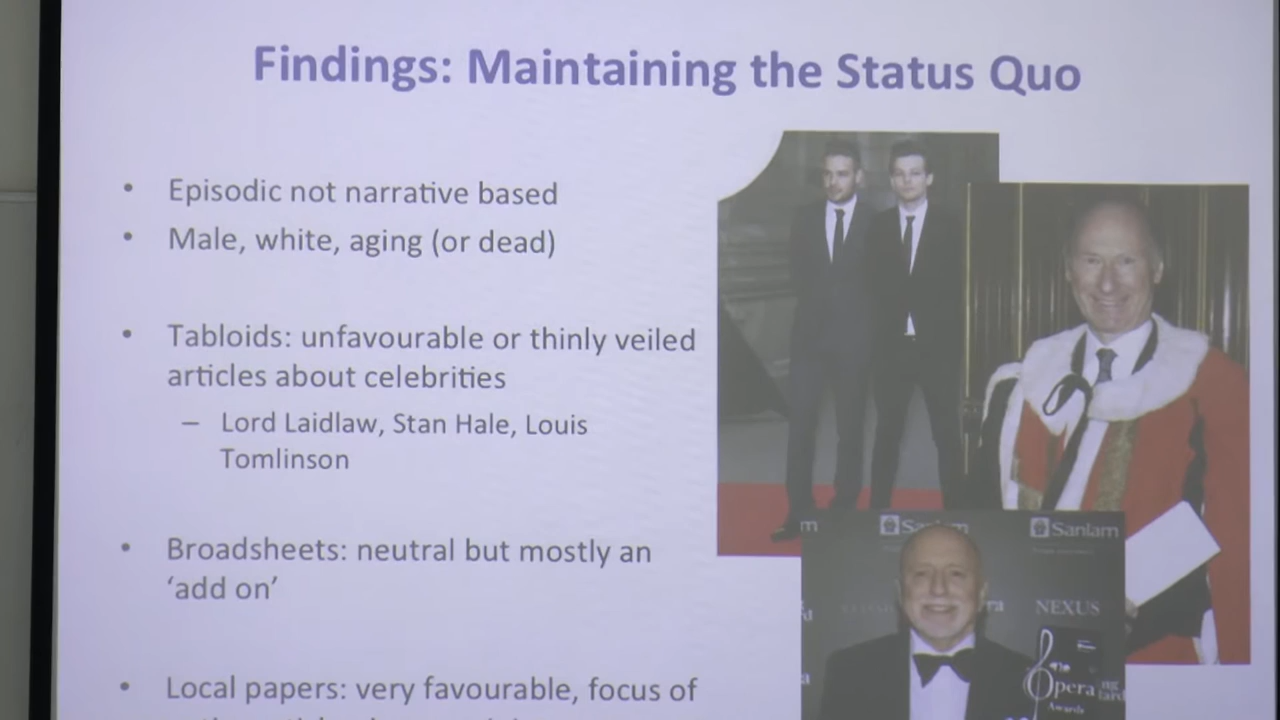 Findings: Maintaining the Status Quo
• Episodic not narrative based
• Male, white, aging (or dead)
• Tabloids: unfavourable or thinly veiled
articles about celebrities
– Lord Laidlaw, Stan Hale, Louis
Tomlinson
• Broadsheets: neutral but mostly an
‘add on’
• Local papers: very favourable, focus of
Sanlam
NEXUS
Opera
Awards